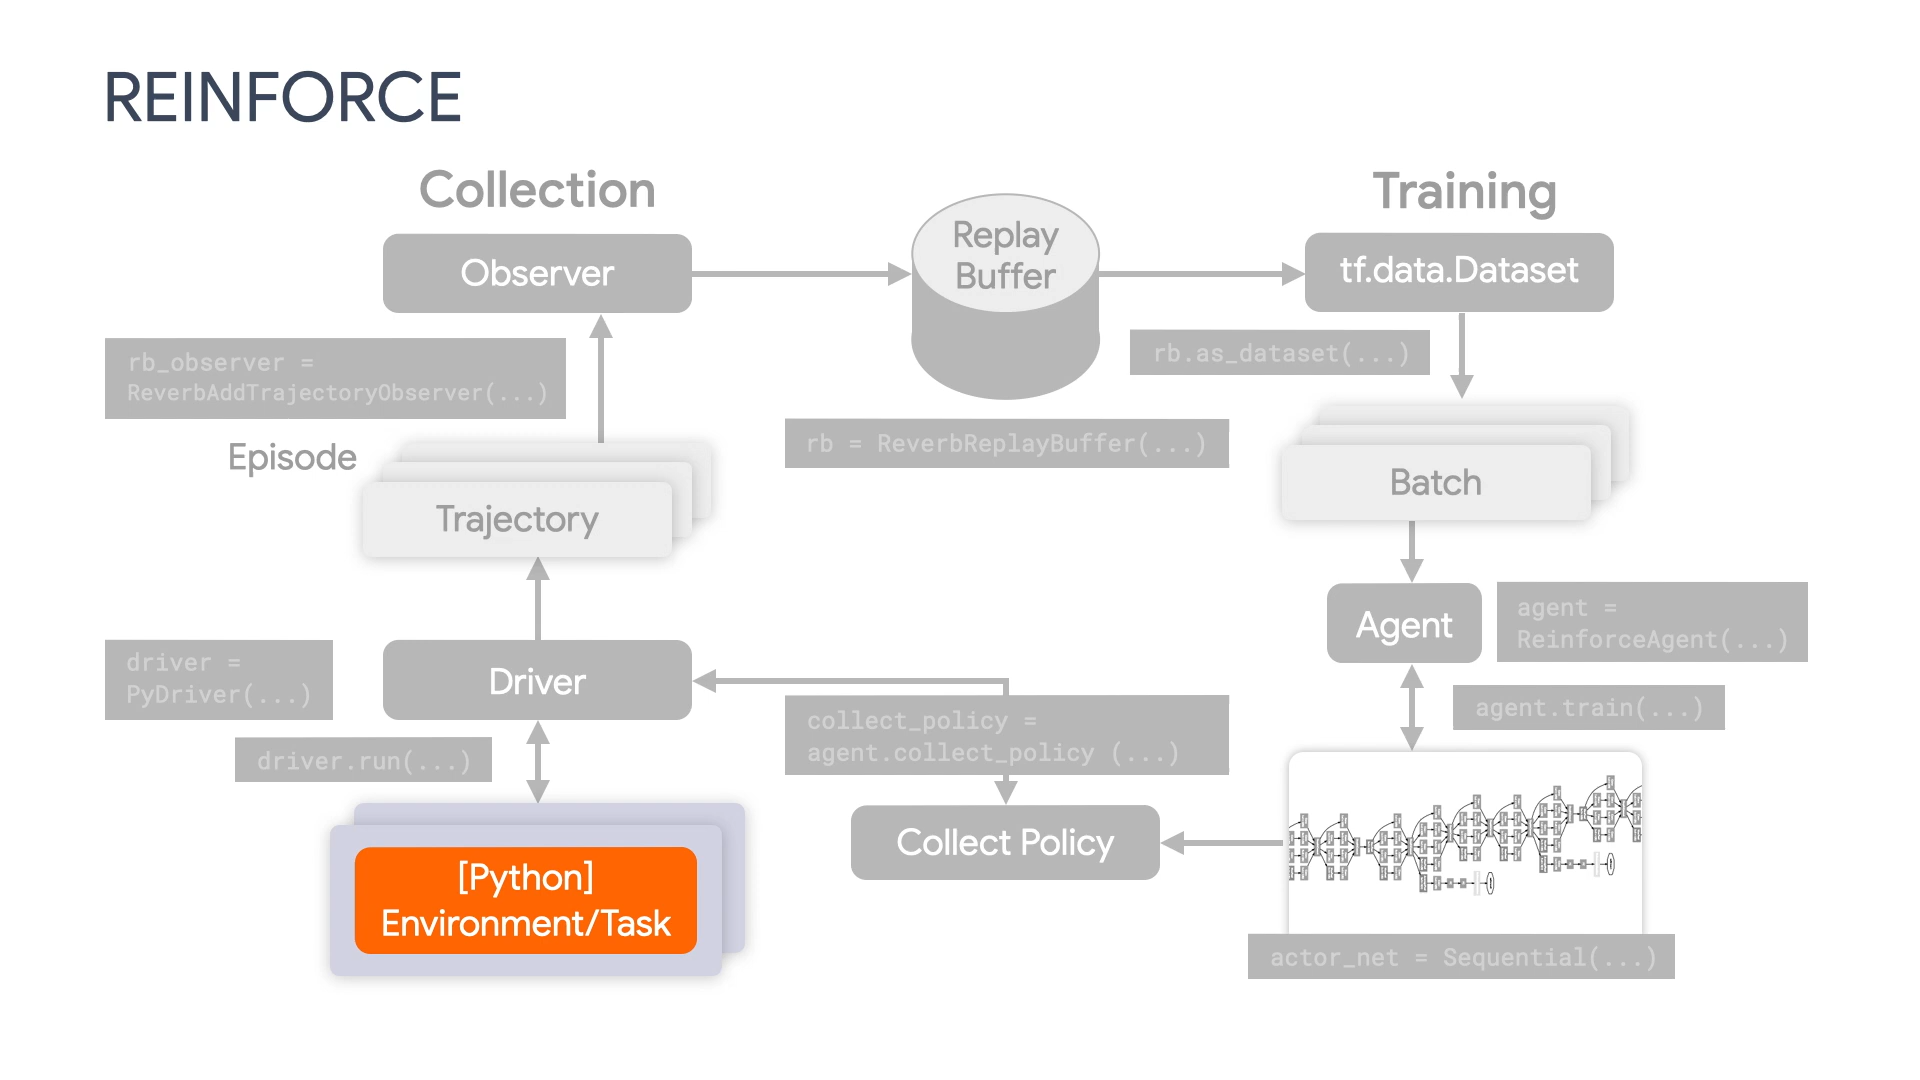 REINFORCE
Collection
Observer
rb_observer =
ReverbAddTrajectoryObserver(...)
Episode
Trajectory
driver =
PyDriver(...)
Driver
driver.run(...)
[Python]
Environment/Task
Replay
Buffer
rb = ReverbReplayBuffer(...)
collect_policy =
agent.collect_policy (...)
Collect Policy
Training
tf.data.Dataset
rb.as_dataset(...)
Batch
Agent
agent =
ReinforceAgent(...)
agent.train(...)
actor_net = Sequential(...)